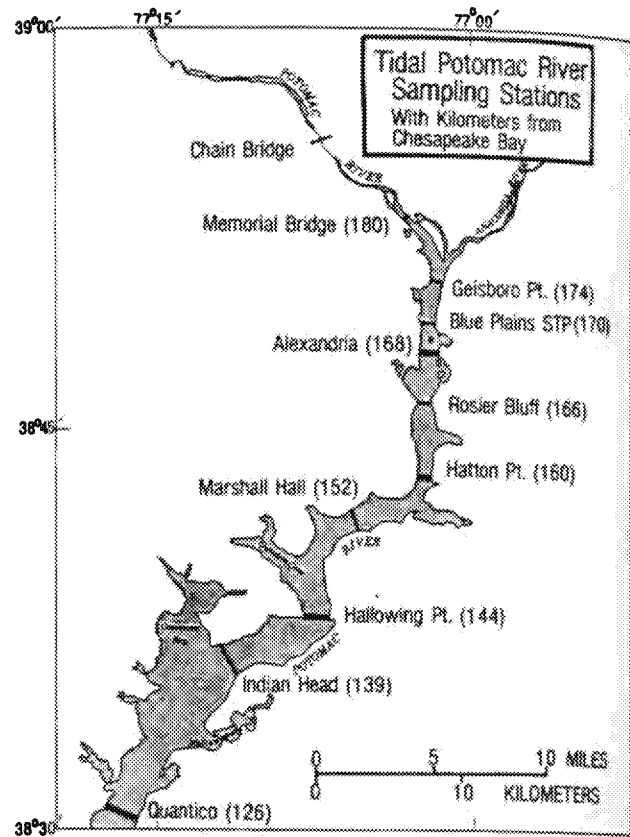 77°15'
77°00'
39°00'
Tidal Potomac River
Sampling Stations
With Kilometers from
Chesapeake Bay
POTOMAC
Chain Bridge
RIVER
Memorial Bridge (180)
Geisboro Pt. (174)
Blue Plains STP (170)
Alexandria (168)
Rosier Bluff (166)
38°45'
Hatton Pt. (160)
Marshall Hall (152)
RIVER
Hallowing Pt. (144)
POTOMAC
Indian Head (139)
0 5 10 MILES
0 10 KILOMETERS
Quantico (126)
38°30'